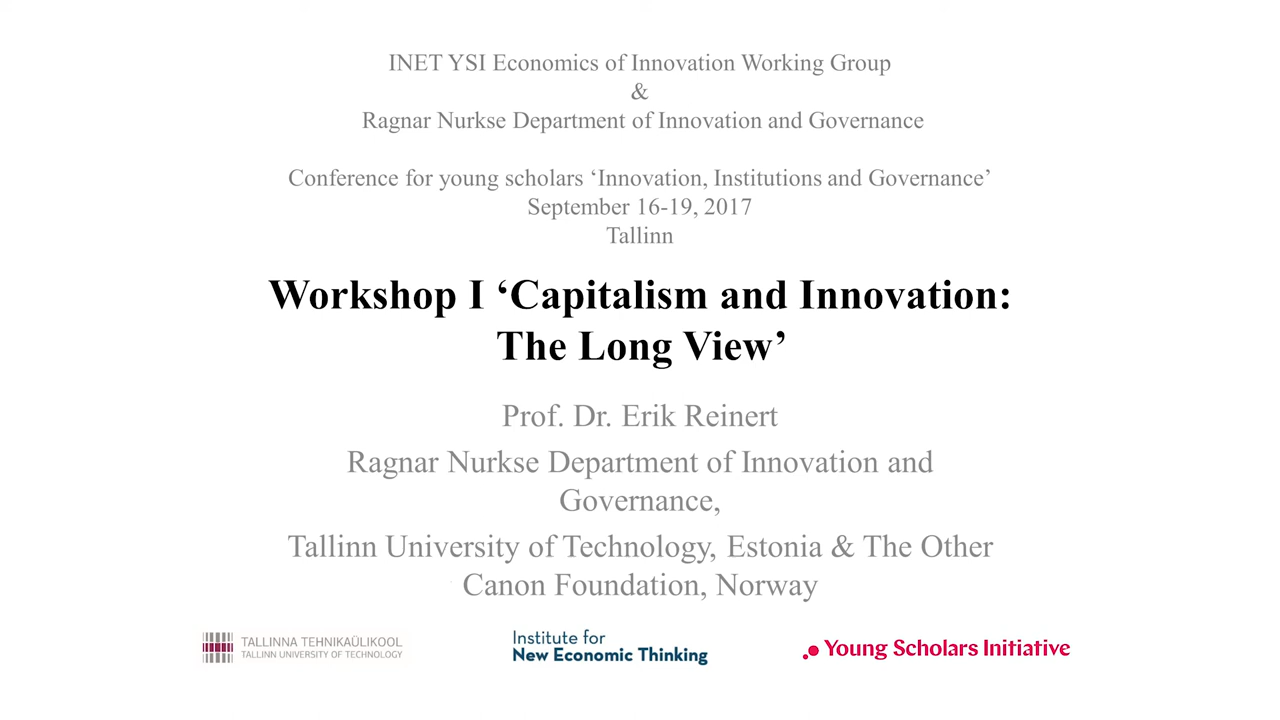 INET YSI Economics of Innovation Working Group
&
Ragnar Nurkse Department of Innovation and Governance
Conference for young scholars ‘Innovation, Institutions and Governance’
September 16-19, 2017
Tallinn
Workshop I ‘Capitalism and Innovation:
The Long View’
Prof. Dr. Erik Reinert
Ragnar Nurkse Department of Innovation and
Governance,
Tallinn University of Technology, Estonia & The Other
Canon Foundation, Norway
TALLINNA TEHNIKAÜLIKOOL
TALLINN UNIVERSITY OF TECHNOLOGY
Institute for
New Economic Thinking
Young Scholars Initiative